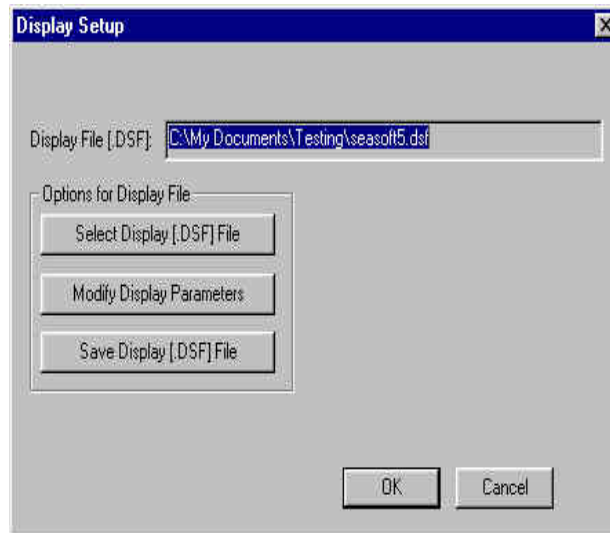 Display Setup
Display File [.DSF]: C:\My Documents\Testing\seasoft5.dsf
Options for Display File
Select Display [.DSF] File
Modify Display Parameters
Save Display [.DSF] File
OK Cancel